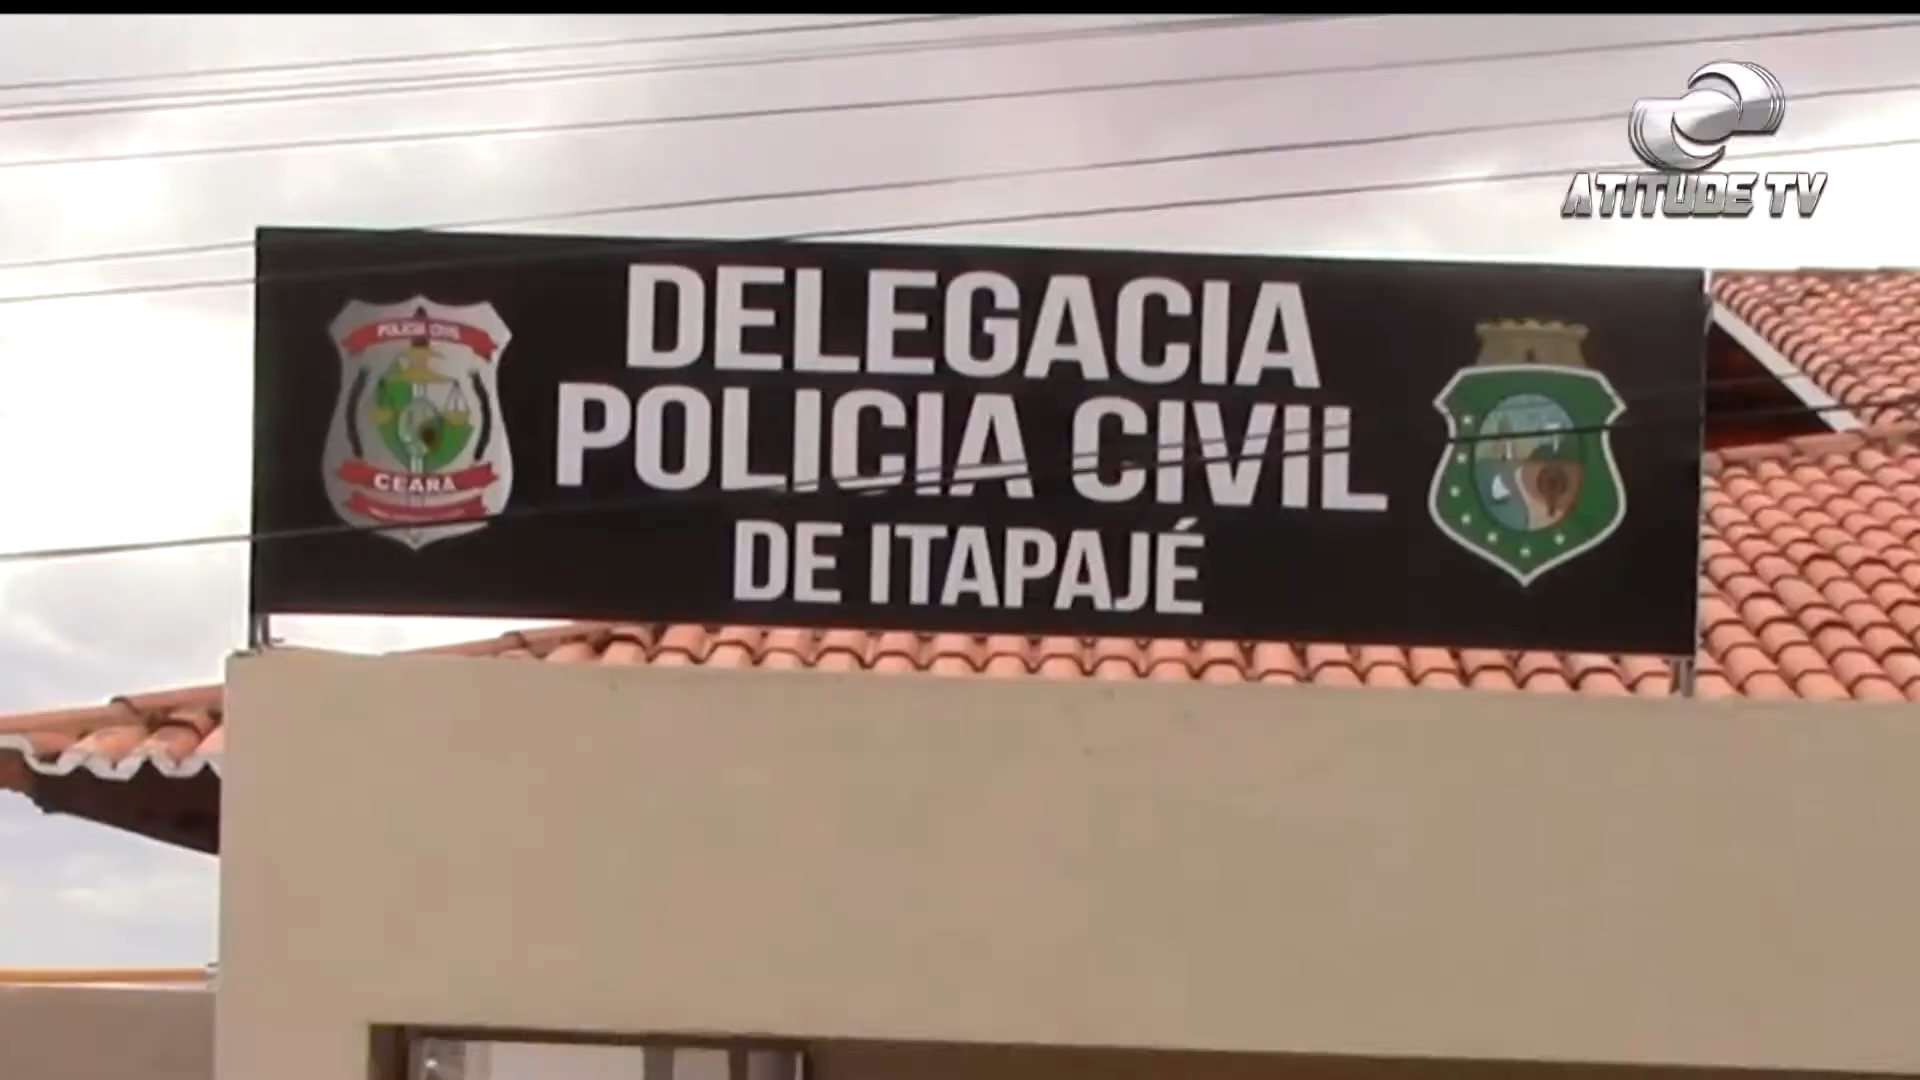 ATITUDE TV
DELEGACIA
POLICIA CIVIL
DE ITAPAJÉ
POLICIA CIVIL
CEARÁ